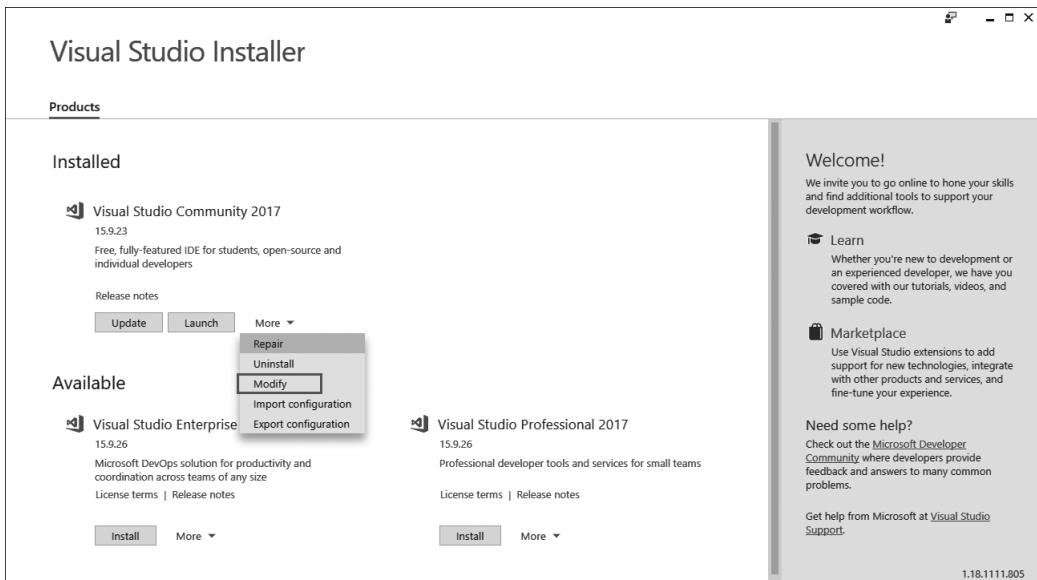 Visual Studio Installer
Products
Installed
Visual Studio Community 2017
15.9.23
Free, fully-featured IDE for students, open-source and
individual developers
Release notes
Update Launch More
Repair
Uninstall
Modify
Import configuration
Export configuration
Available
Visual Studio Enterprise
15.9.26
Microsoft DevOps solution for productivity and
coordination across teams of any size
License terms | Release notes
Install More
Visual Studio Professional 2017
15.9.26
Professional developer tools and services for small teams
License terms | Release notes
Install More
Welcome!
We invite you to go online to hone your skills
and find additional tools to support your
development workflow.
Learn
Whether you're new to development or
an experienced developer, we have you
covered with our tutorials, videos, and
sample code.
Marketplace
Use Visual Studio extensions to add
support for new technologies, integrate
with other products and services, and
fine-tune your experience.
Need some help?
Check out the Microsoft Developer
Community where developers provide
feedback and answers to many common
problems.
Get help from Microsoft at Visual Studio
Support.
1.18.1111.805